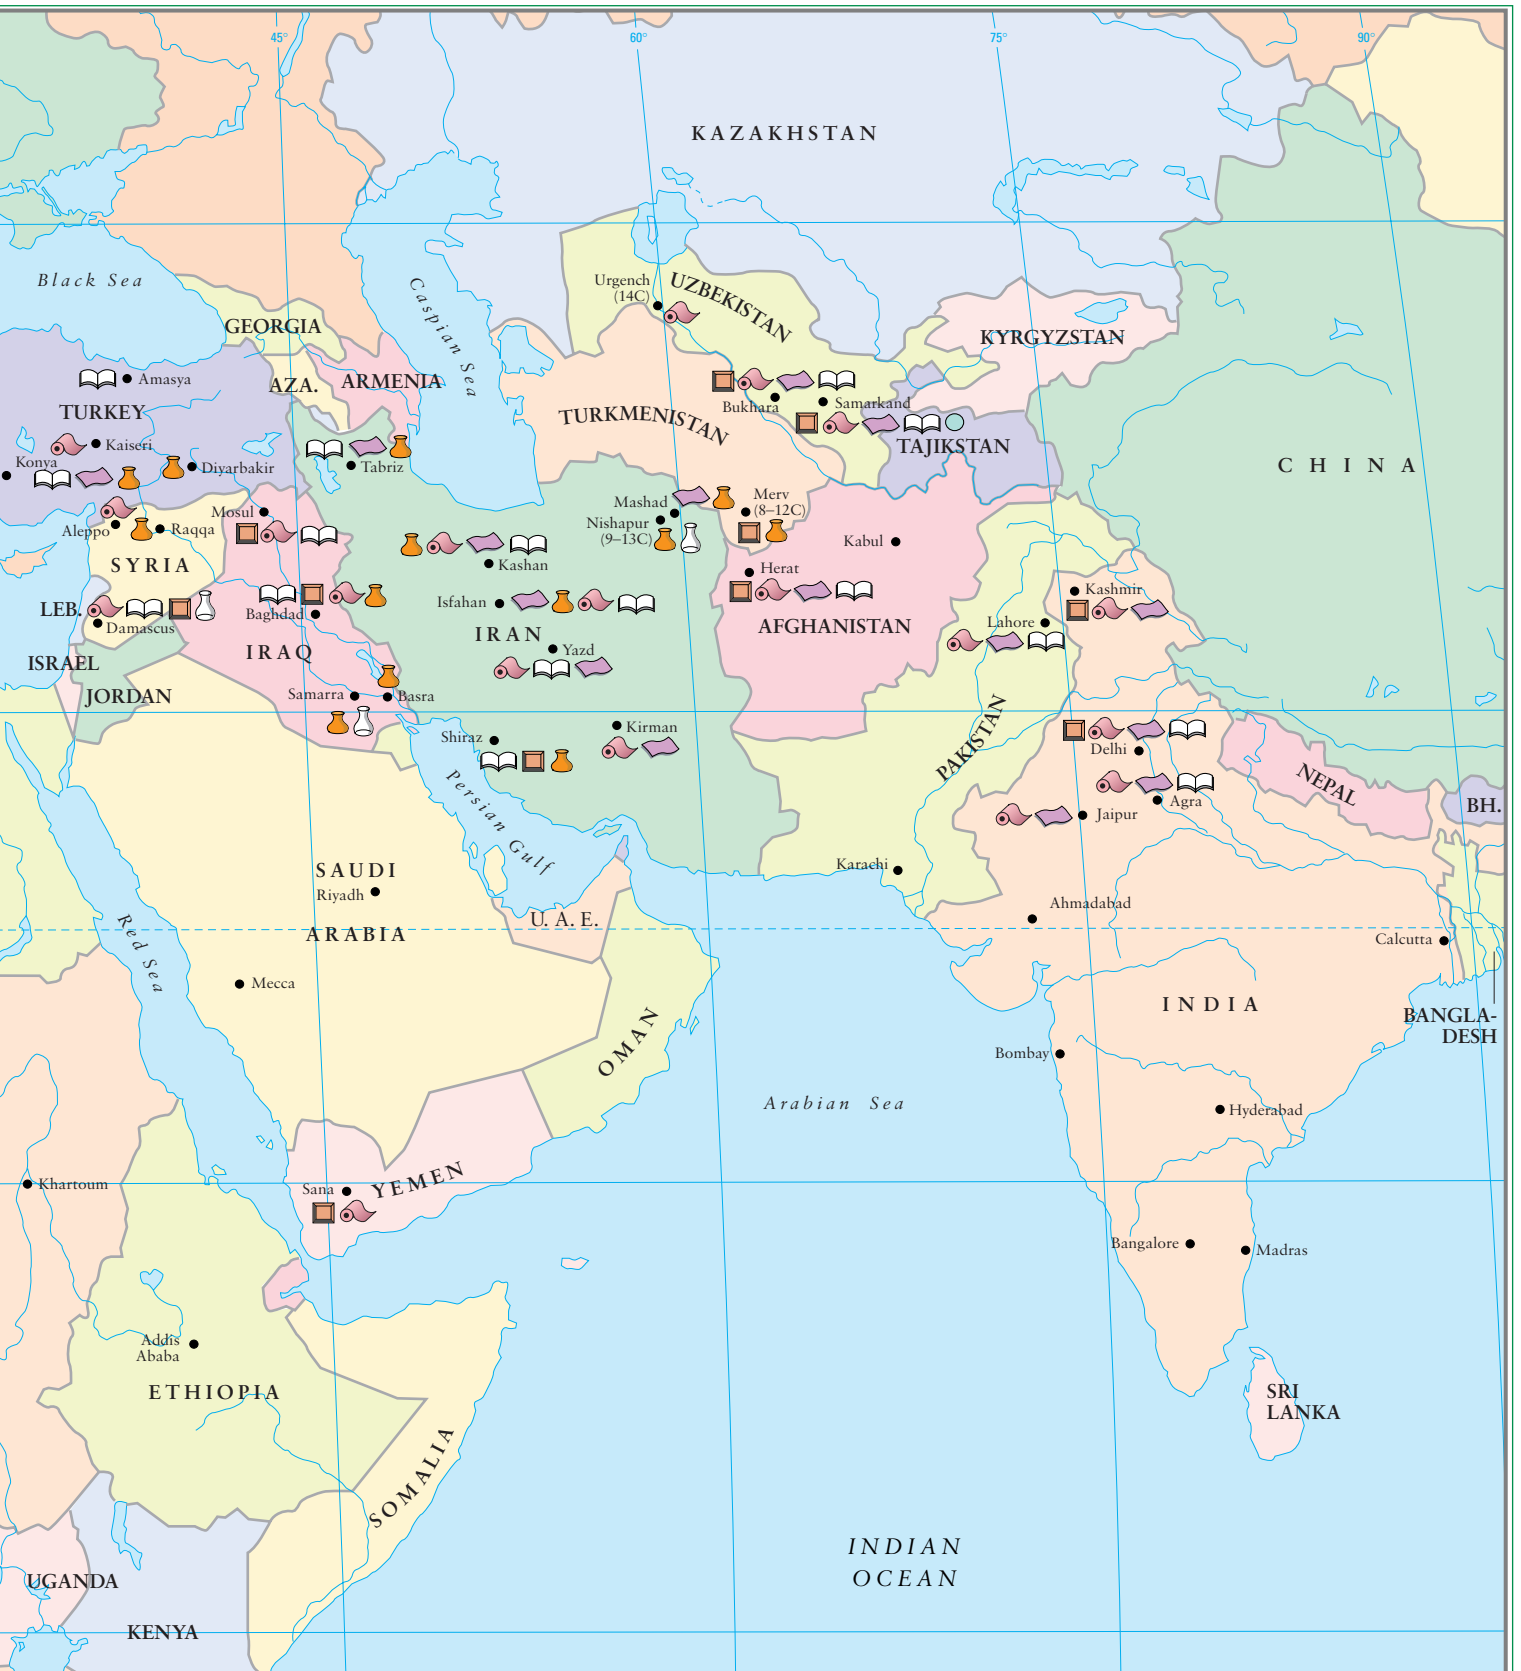 45°
60°
75°
90°
KAZAKHSTAN
Black Sea
Caspian Sea
Urgench
(14C)
UZBEKISTAN
GEORGIA
KYRGYZSTAN
AZA.
ARMENIA
Amasya
TURKEY
TURKMENISTAN
Bukhara
Samarkand
TAJIKSTAN
Kaiseri
Konya
Diyarbakir
Tabriz
CHINA
Mashad
Merv
(8–12C)
Nishapur
(9–13C)
Mosul
Aleppo
Raqqa
Kabul
SYRIA
Kashan
Herat
Kashmir
LEB.
Damascus
Baghdad
Isfahan
IRAN
AFGHANISTAN
Lahore
ISRAEL
IRAQ
Yazd
JORDAN
Samarra
Basra
Shiraz
Kirman
PAKISTAN
Delhi
NEPAL
Persian Gulf
Agra
Jaipur
BH.
SAUDI
Riyadh
ARABIA
Karachi
U. A. E.
Ahmadabad
Calcutta
Red Sea
Mecca
OMAN
INDIA
BANGLA-
DESH
Bombay
Arabian Sea
Hyderabad
Khartoum
Sana
YEMEN
Bangalore
Madras
Addis
Ababa
ETHIOPIA
SRI
LANKA
SOMALIA
INDIAN
OCEAN
UGANDA
KENYA